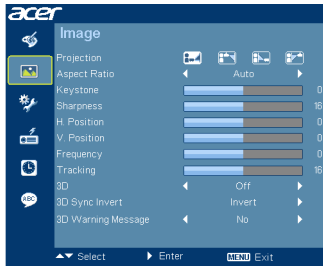 acer
Image
Projection
Aspect Ratio Auto
Keystone 0
Sharpness 16
H. Position 0
V. Position 0
Frequency 0
Tracking 16
3D Off
3D Sync Invert Invert
3D Warning Message No
ABC
Select Enter MENU Exit